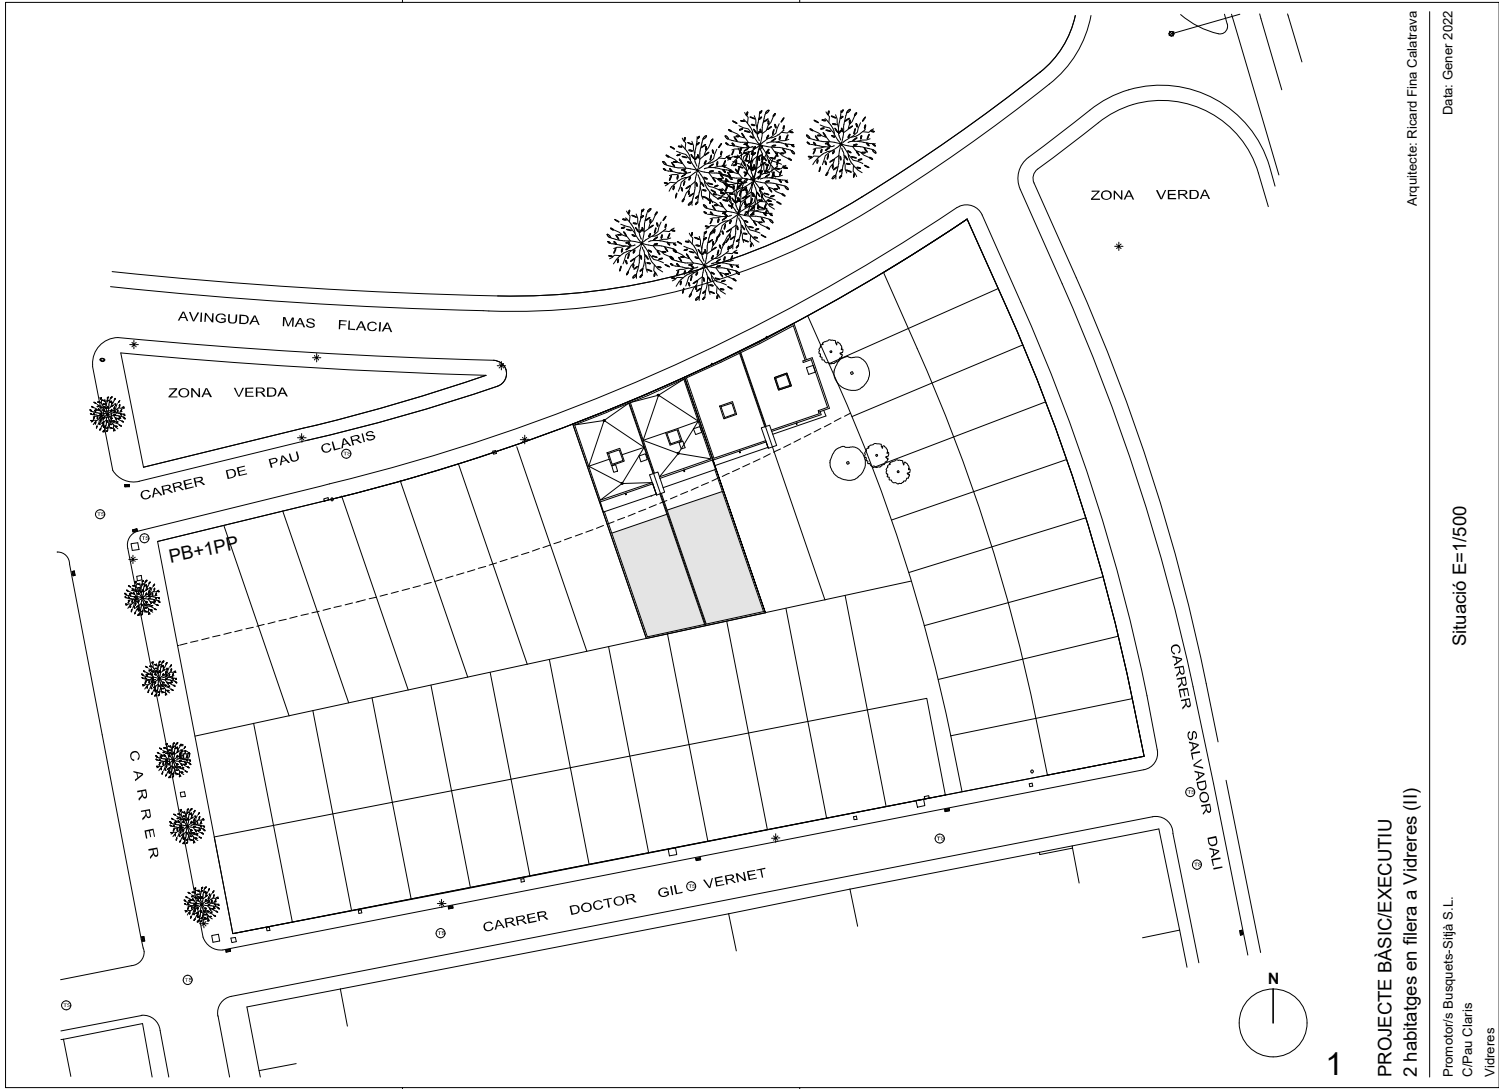 AVINGUDA MAS FLACIA
ZONA VERDA
ZONA VERDA
CARRER DE PAU CLARIS
PB+1PP
CARRER
CARRER DOCTOR GIL VERNET
CARRER SALVADOR DALI
N
1
PROJECTE BÀSIC/EXECUTIU
2 habitatges en filera a Vidreres (II)
Promotor/s Busquets-Sitjà S.L.
C/Pau Claris
Vidreres
Situació E=1/500
Arquitecte: Ricard Fina Calatrava
Data: Gener 2022